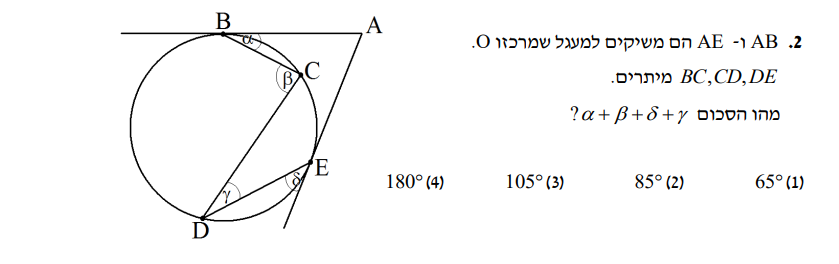 2. AB ו- AE הם משיקים למעגל שמרכזו O.
BC, CD, DE מיתרים.
מהו הסכום α + β + δ + γ ?
(1) 65° (2) 85° (3) 105° (4) 180°
B
A
α
β
C
E
δ
γ
D